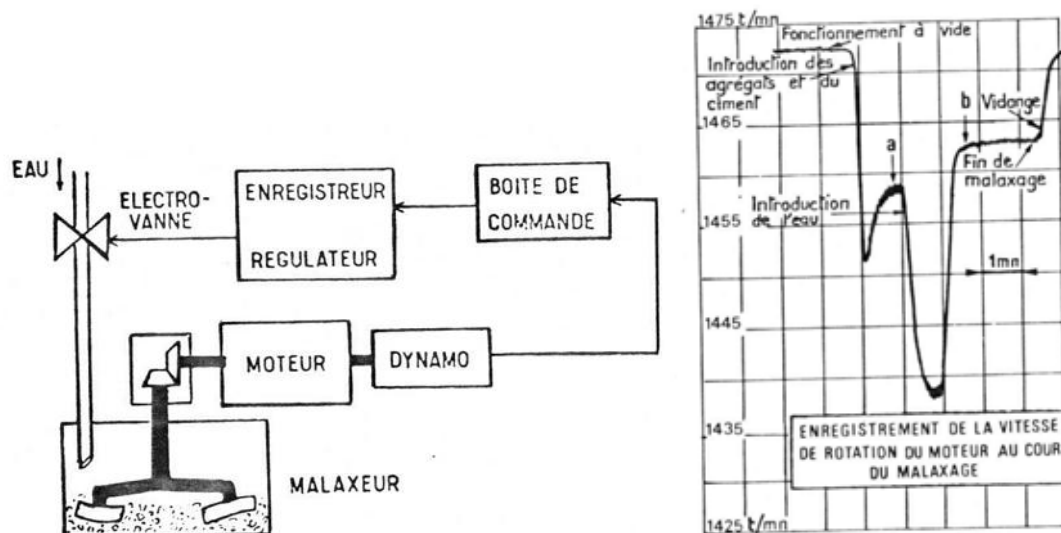 EAU
ELECTRO-
VANNE
ENREGISTREUR
REGULATEUR
BOITE DE
COMMANDE
MOTEUR
DYNAMO
MALAXEUR
1475 t/mn
Fonctionnement à vide
Introduction des
agrégats et du
ciment
1465
b
Vidange
a
Fin de
malaxage
Introduction
de l'eau
1455
1mn
1445
1435
ENREGISTREMENT DE LA VITESSE
DE ROTATION DU MOTEUR AU COUR
DU MALAXAGE
1425 t/mn